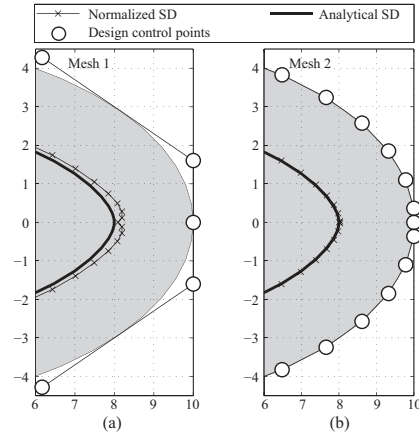 Normalized SD
Analytical SD
Design control points
Mesh 1
Mesh 2
4
3
2
1
0
−1
−2
−3
−4
6 7 8 9 10
(a)
4
3
2
1
0
−1
−2
−3
−4
6 7 8 9 10
(b)